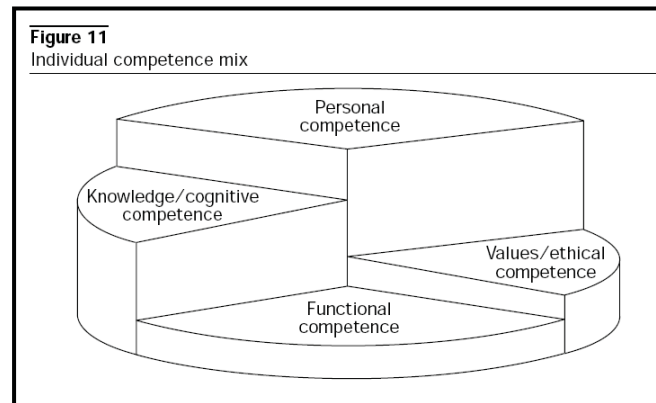 Figure 11
Individual competence mix
Personal
competence
Knowledge/cognitive
competence
Values/ethical
competence
Functional
competence